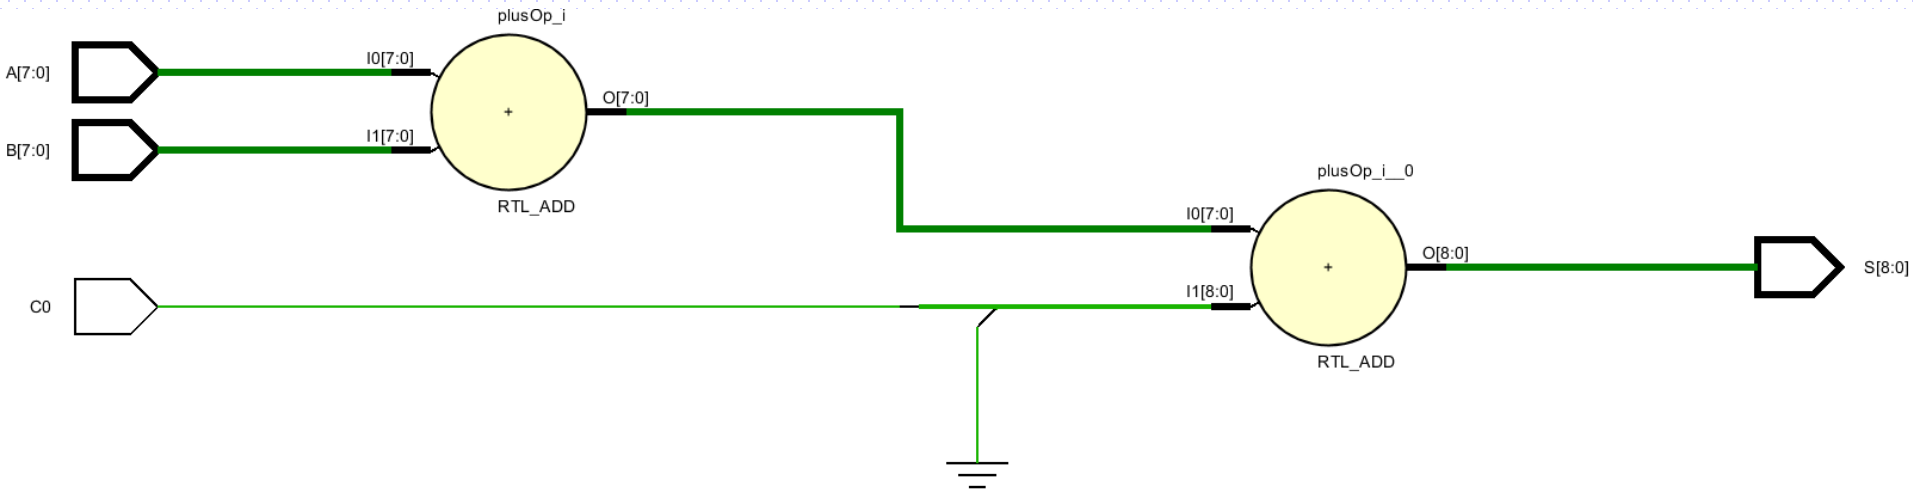 plusOp_i
A[7:0]
I0[7:0]
O[7:0]
B[7:0]
I1[7:0]
RTL_ADD
plusOp_i__0
I0[7:0]
O[8:0]
S[8:0]
C0
I1[8:0]
RTL_ADD